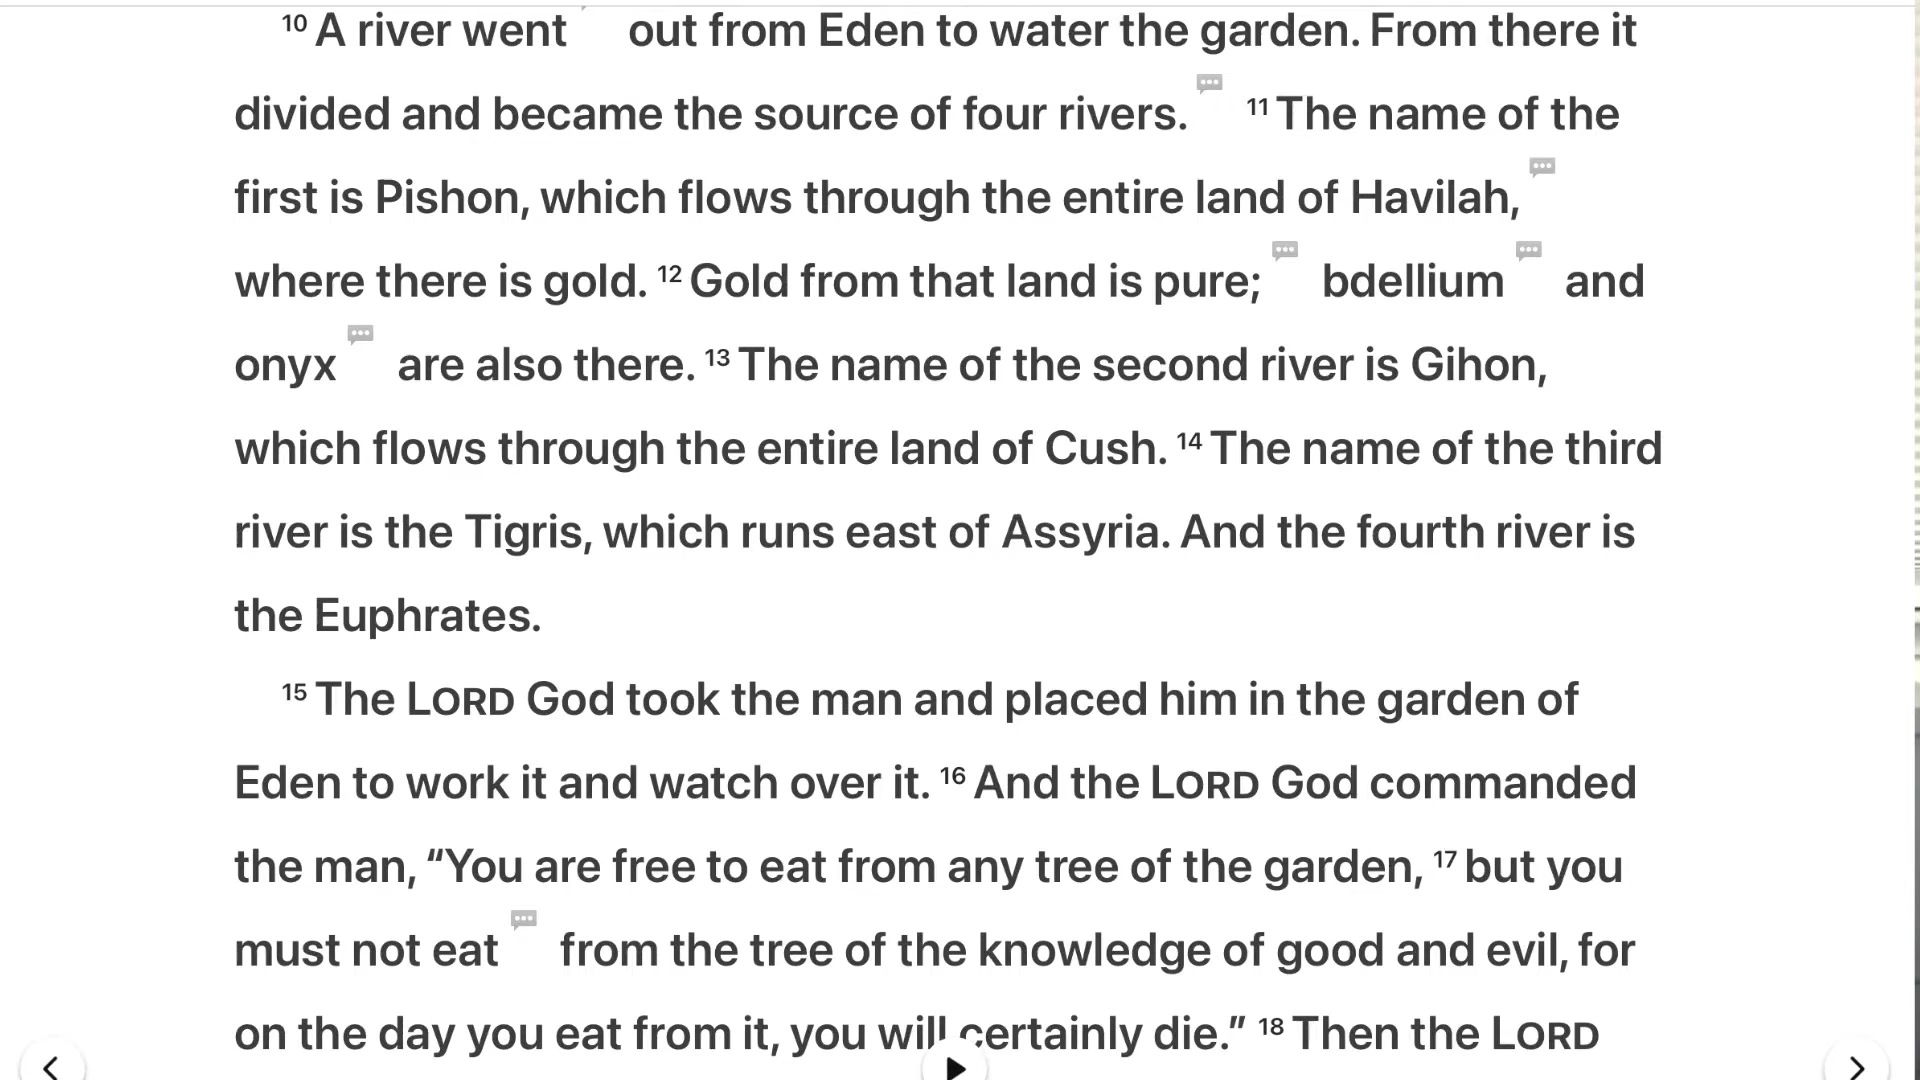 10 A river went out from Eden to water the garden. From there it
divided and became the source of four rivers. 11 The name of the
first is Pishon, which flows through the entire land of Havilah,
where there is gold. 12 Gold from that land is pure; bdellium and
onyx are also there. 13 The name of the second river is Gihon,
which flows through the entire land of Cush. 14 The name of the third
river is the Tigris, which runs east of Assyria. And the fourth river is
the Euphrates.
15 The LORD God took the man and placed him in the garden of
Eden to work it and watch over it. 16 And the LORD God commanded
the man, “You are free to eat from any tree of the garden, 17 but you
must not eat from the tree of the knowledge of good and evil, for
on the day you eat from it, you will certainly die.” 18 Then the LORD